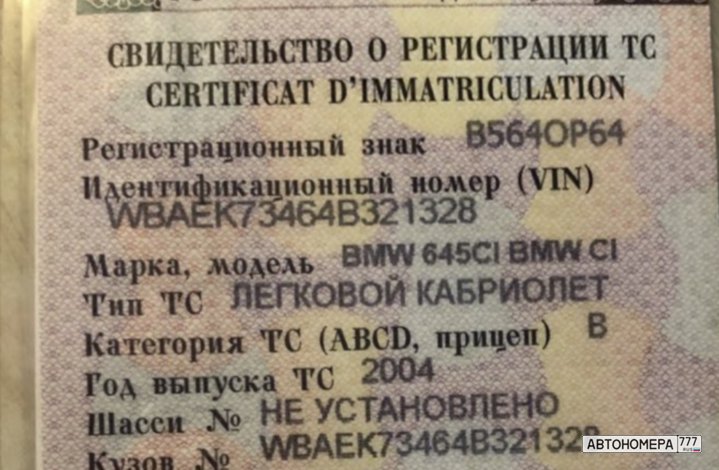 СВИДЕТЕЛЬСТВО О РЕГИСТРАЦИИ ТС
CERTIFICAT D'IMMATRICULATION
Регистрационный знак В564ОР64
Идентификационный номер (VIN)
WBAEK73464B321328
Марка, модель BMW 645CI BMW CI
Тип ТС ЛЕГКОВОЙ КАБРИОЛЕТ
Категория ТС (ABCD, прицеп) B
Год выпуска ТС 2004
Шасси № НЕ УСТАНОВЛЕНО
Кузов № WBAEK73464B321328
АВТОНОМЕРА 777